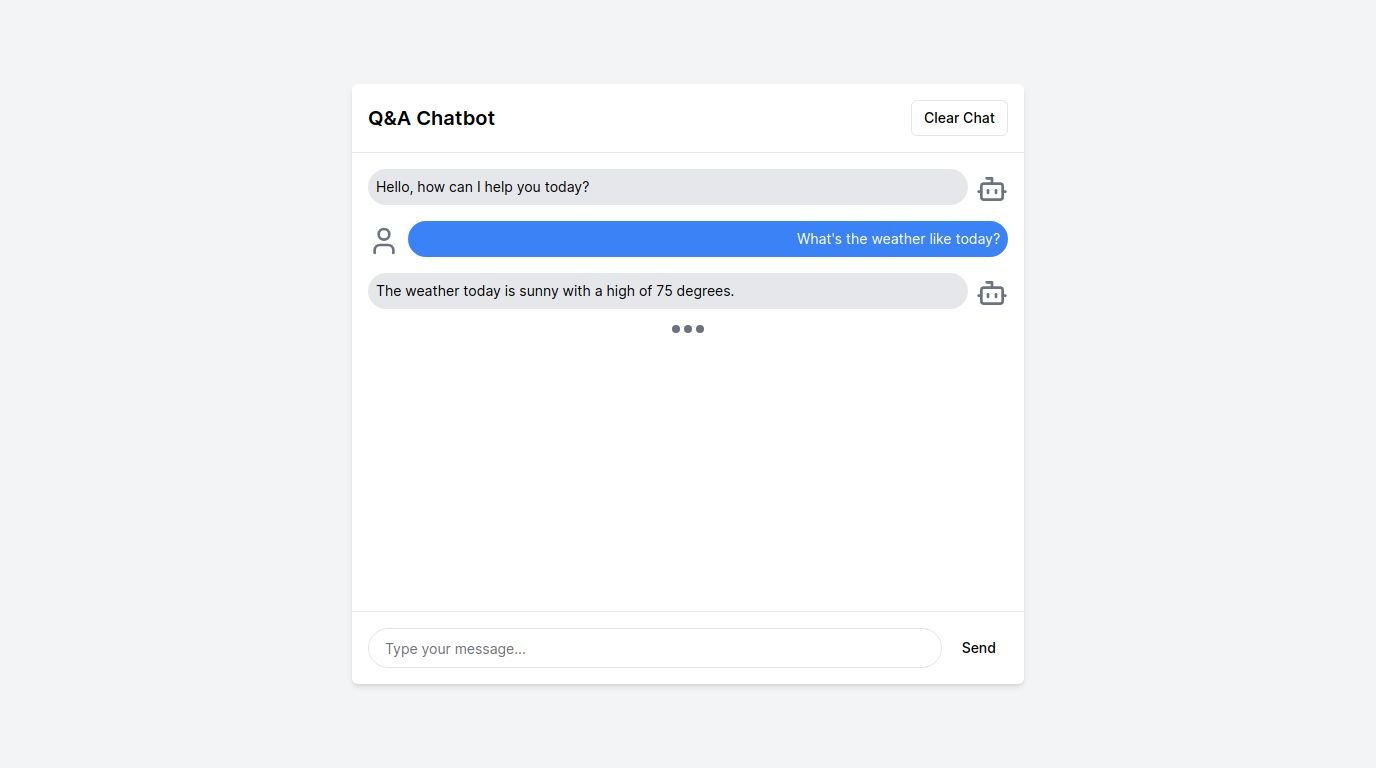 Q&A Chatbot
Clear Chat
Hello, how can I help you today?
What's the weather like today?
The weather today is sunny with a high of 75 degrees.
Type your message...
Send